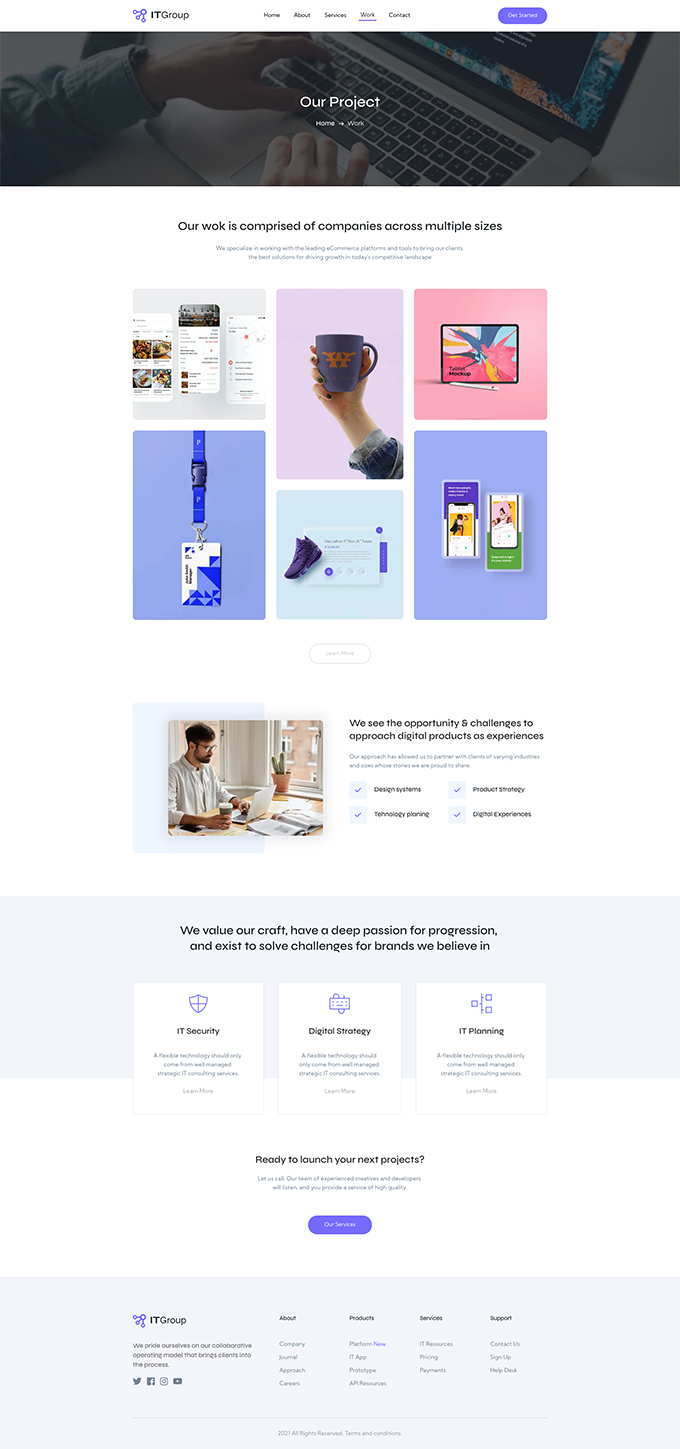 ITGroup
Home About Services Work Contact
Get Started
Our Project
Home → Work
Our wok is comprised of companies across multiple sizes
We specialize in working with the leading eCommerce platforms and tools to bring our clients
the best solutions for driving growth in today's competitive landscape
Tablet
Mockup
John Smith
Manager
Meet new people,
make friends &
Learn More
We see the opportunity & challenges to
approach digital products as experiences
Our approach has allowed us to partner with clients of varying industries
and sizes whose stories we are proud to share.
Design systems
Product Strategy
Tehnology planing
Digital Experiences
We value our craft, have a deep passion for progression,
and exist to solve challenges for brands we believe in
IT Security
A flexible technology should only
come from well managed
strategic IT consulting services.
Learn More
Digital Strategy
A flexible technology should
only come from well managed
strategic IT consulting services.
Learn More
IT Planning
A flexible technology should only
come from well managed
strategic IT consulting services.
Learn More
Ready to launch your next projects?
Let us call. Our team of experienced creatives and developers
will listen, and you provide a service of high quality.
Our Services
ITGroup
We pride ourselves on our collaborative
operating model that brings clients into
the process.
About
Company
Journal
Approach
Careers
Products
Platform New
IT App
Prototype
API Resources
Services
IT Resources
Pricing
Payments
Support
Contact Us
Sign Up
Help Desk
2021 All Rights Reserved. Terms and conditions.